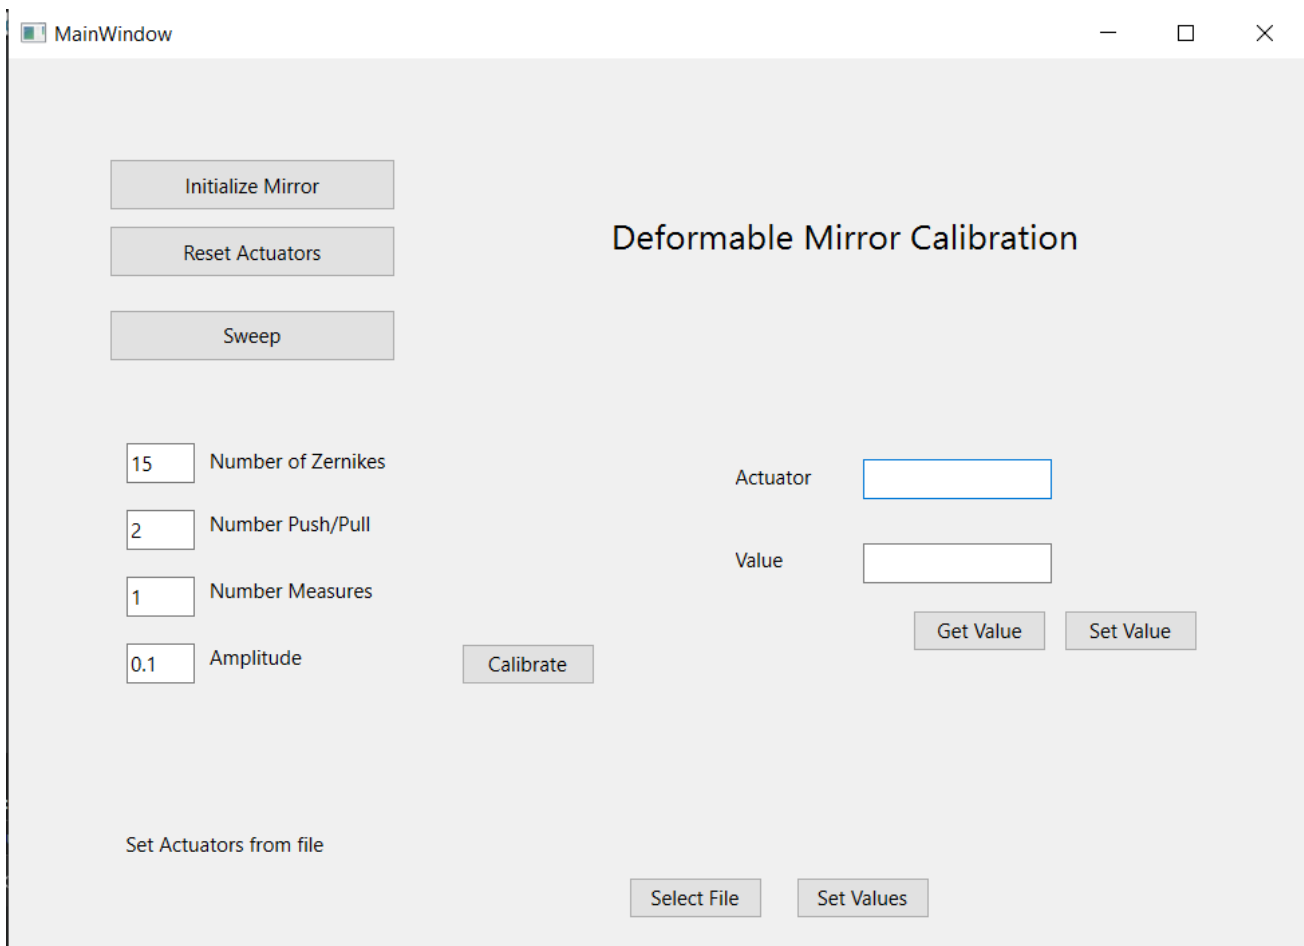 MainWindow
Initialize Mirror
Reset Actuators
Deformable Mirror Calibration
Sweep
15 Number of Zernikes
2 Number Push/Pull
1 Number Measures
0.1 Amplitude
Calibrate
Actuator
Value
Get Value
Set Value
Set Actuators from file
Select File
Set Values